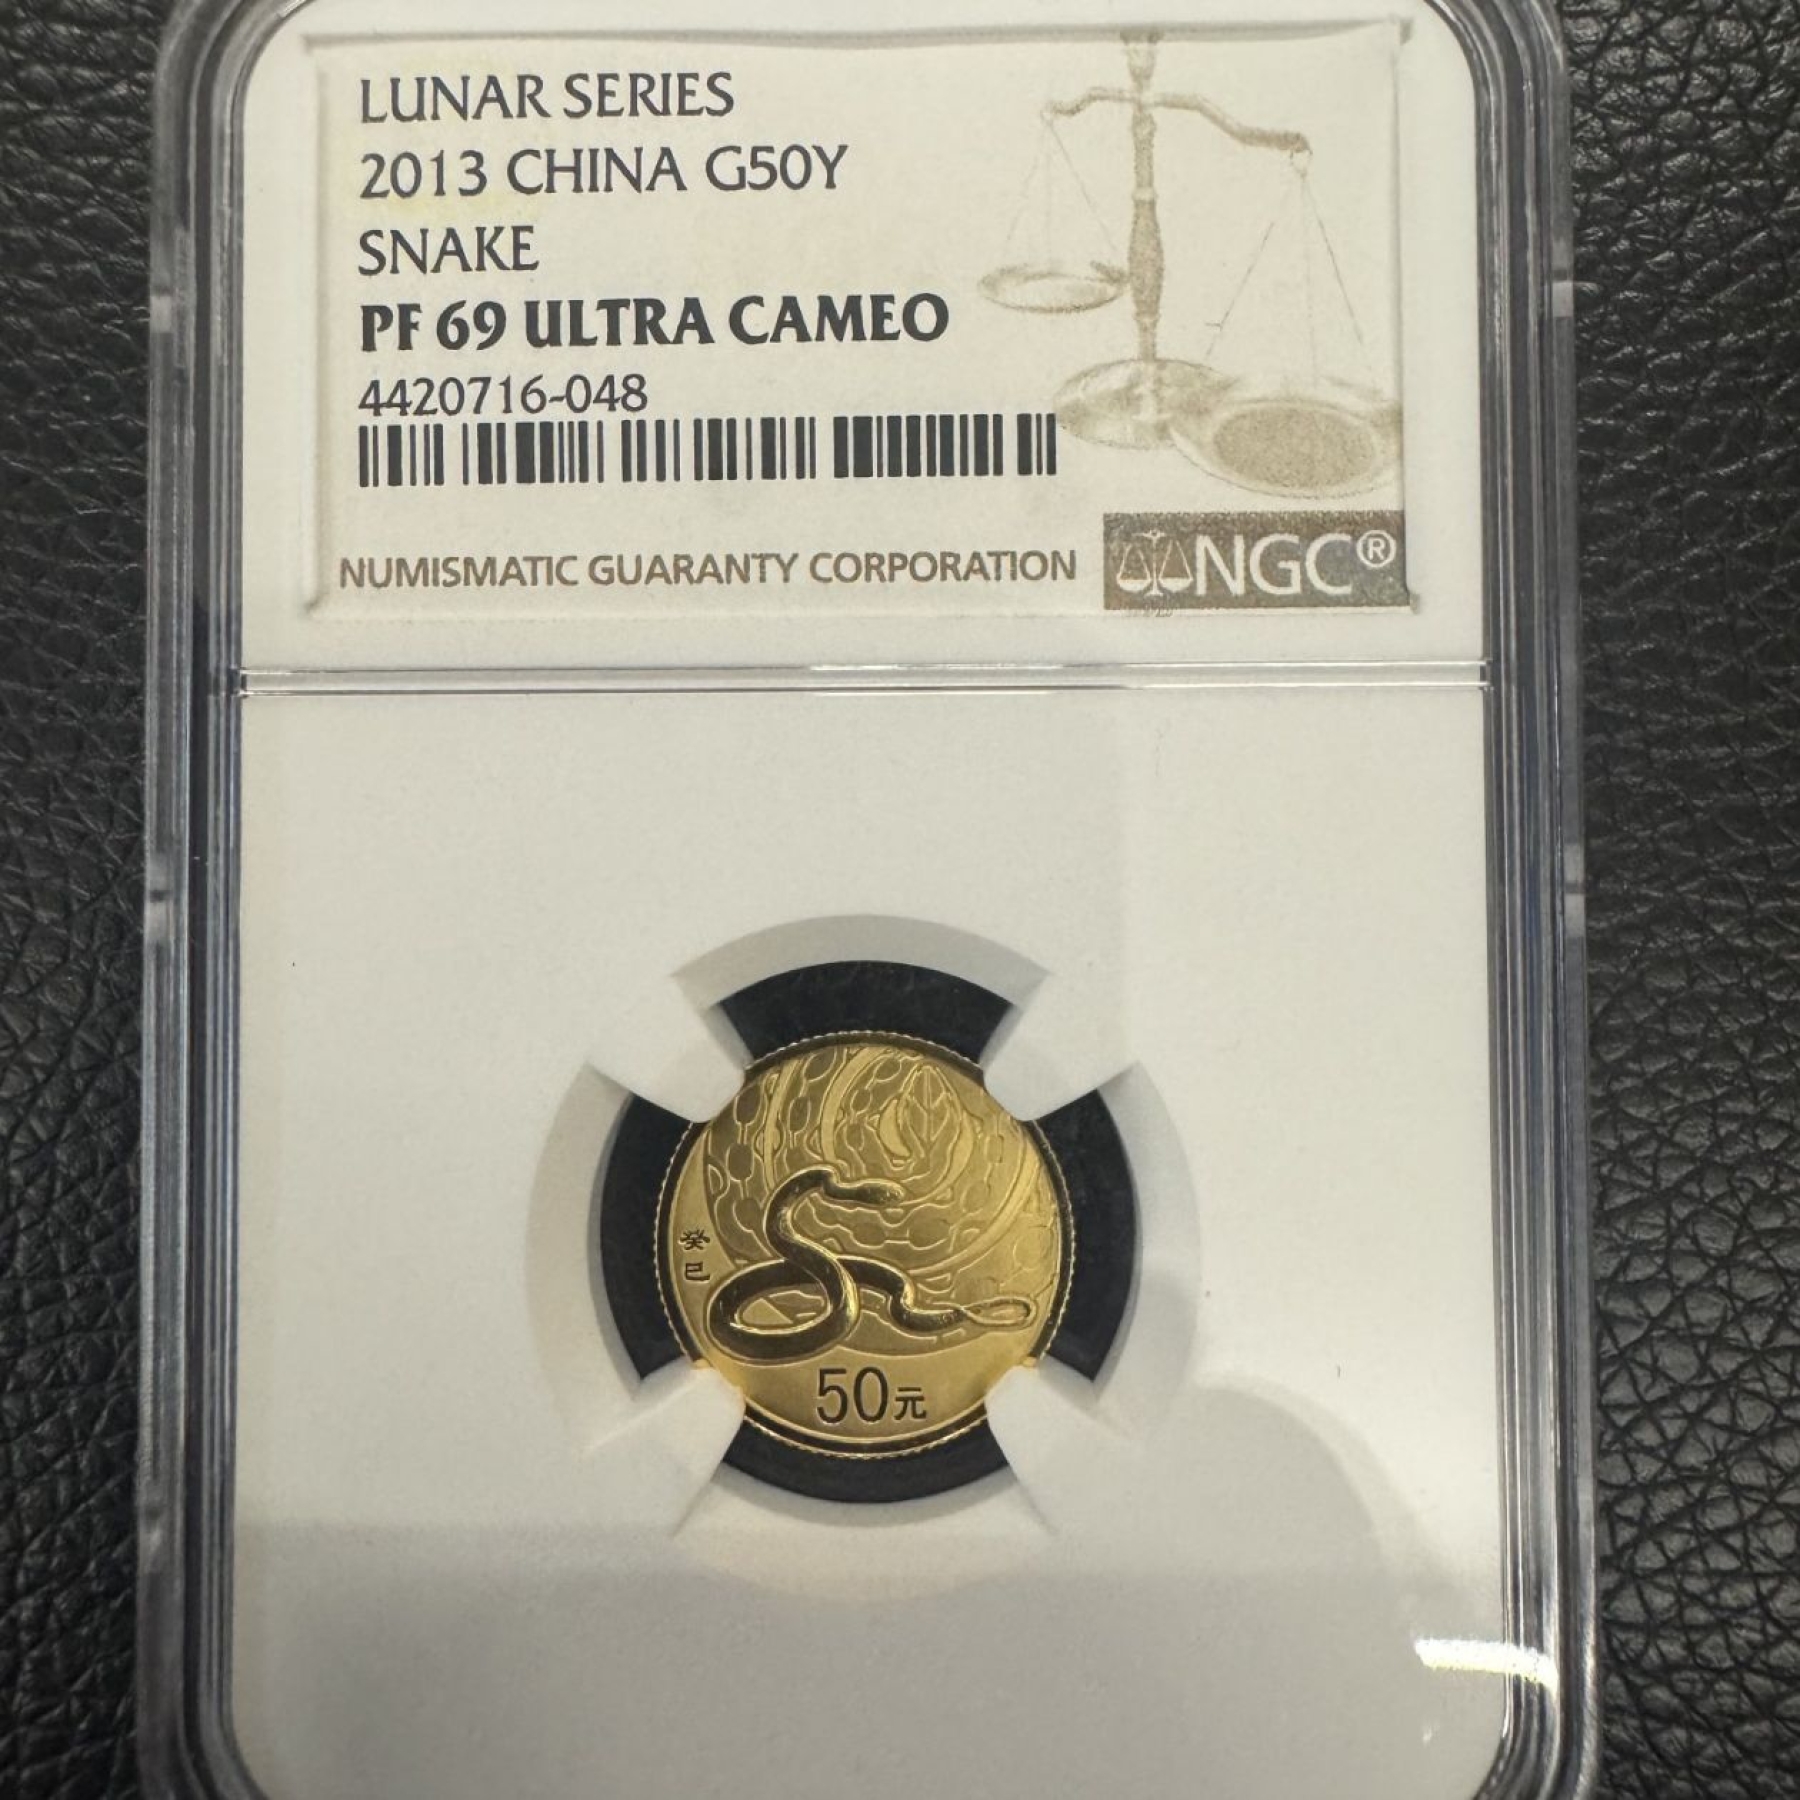 LUNAR SERIES
2013 CHINA G50Y
SNAKE
PF 69 ULTRA CAMEO
4420716-048
NUMISMATIC GUARANTY CORPORATION
NGC®
癸
巳
50元